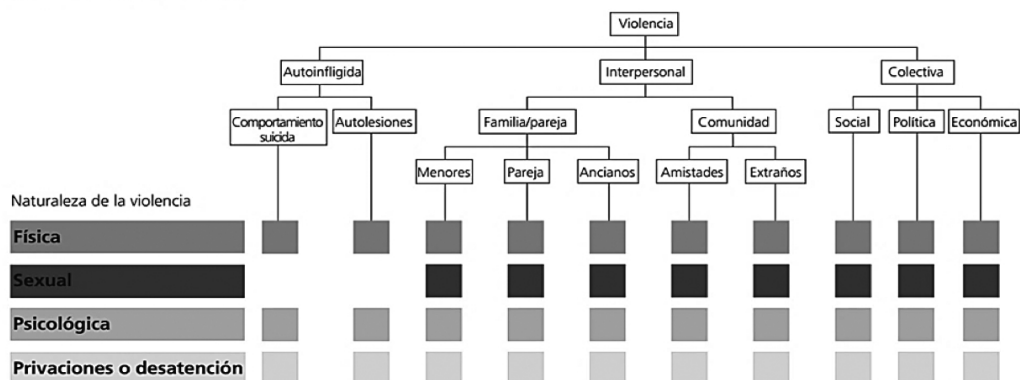 Violencia
Autoinfligida Interpersonal Colectiva
Comportamiento suicida Autolesiones Familia/pareja Comunidad Social Política Económica
Menores Pareja Ancianos Amistades Extraños
Naturaleza de la violencia
Física
Sexual
Psicológica
Privaciones o desatención